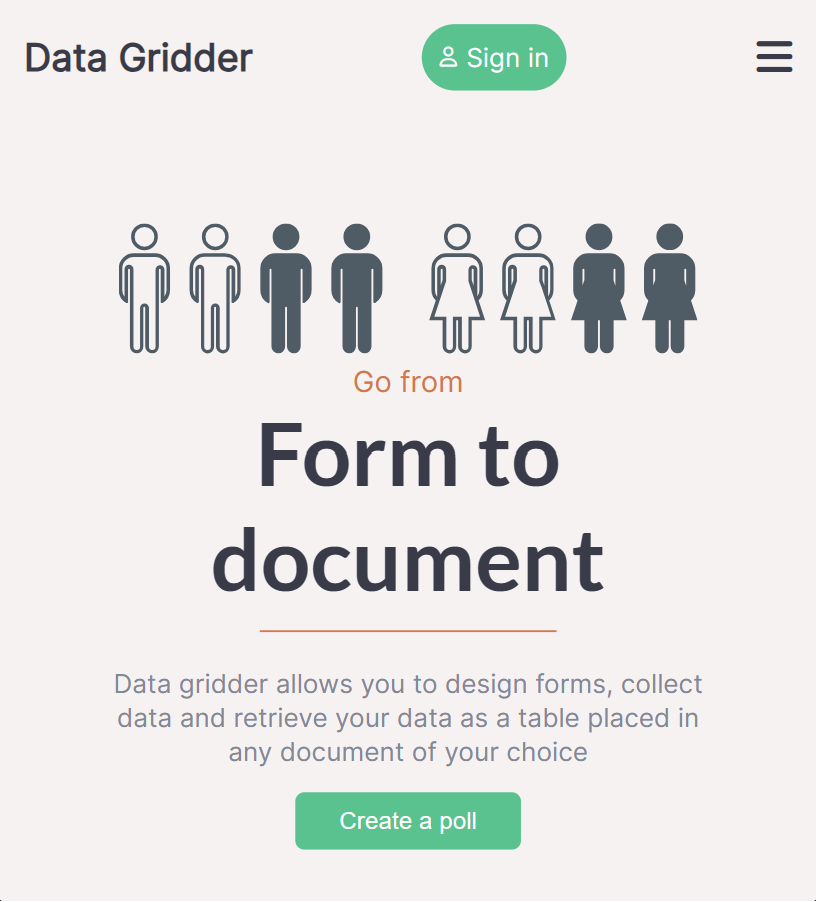 Data Gridder
Sign in
Go from
Form to
document
Data gridder allows you to design forms, collect
data and retrieve your data as a table placed in
any document of your choice
Create a poll